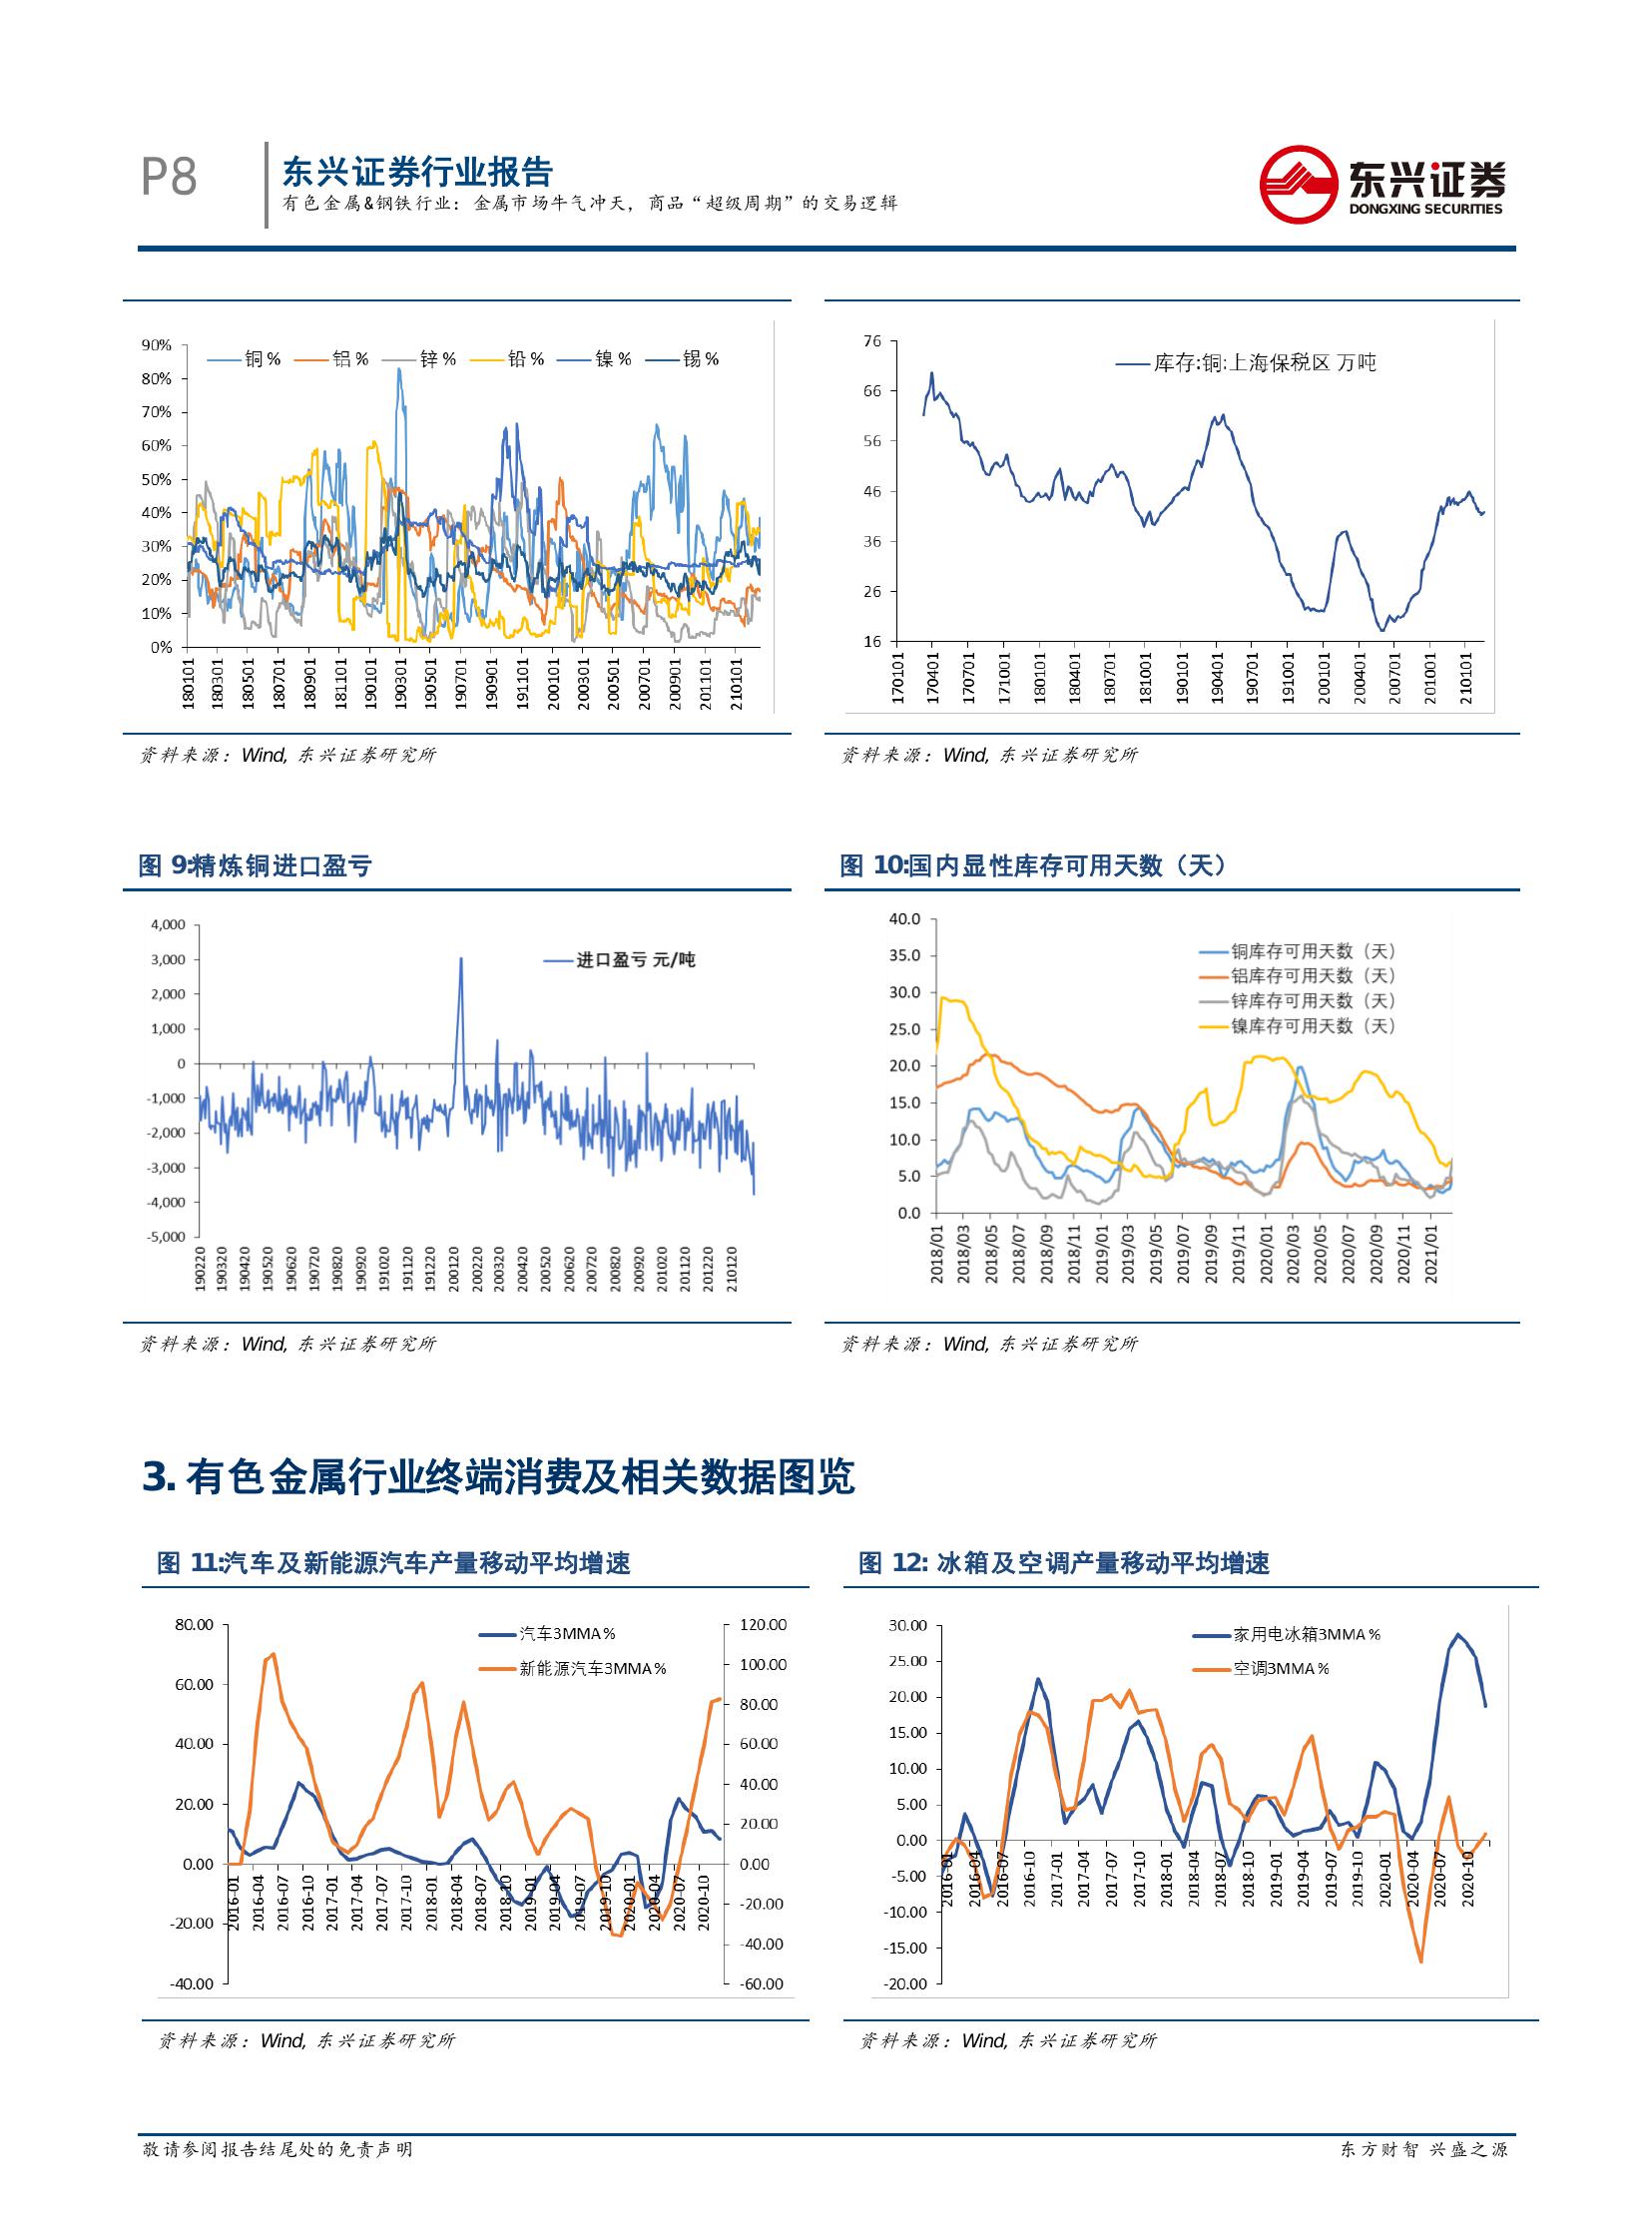 P8
东兴证券行业报告
有色金属&钢铁行业：金属市场牛气冲天，商品“超级周期”的交易逻辑
东兴证券
DONGXING SECURITIES
铜% 铝% 锌% 铅% 镍% 锡%
90%
80%
70%
60%
50%
40%
30%
20%
10%
0%
180101 180301 180501 180701 180901 181101 190101 190301 190501 190701 190901 191101 200101 200301 200501 200701 200901 201101 210101
资料来源：Wind, 东兴证券研究所
库存:铜:上海保税区 万吨
76
66
56
46
36
26
16
170101 170401 170701 171001 180101 180401 180701 181001 190101 190401 190701 191001 200101 200401 200701 201001 210101
资料来源：Wind, 东兴证券研究所
图 9:精炼铜进口盈亏
进口盈亏 元/吨
4,000
3,000
2,000
1,000
0
-1,000
-2,000
-3,000
-4,000
-5,000
190220 190320 190420 190520 190620 190720 190820 190920 191020 191120 191220 200120 200220 200320 200420 200520 200620 200720 200820 200920 201020 201120 201220 210120
资料来源：Wind, 东兴证券研究所
图 10:国内显性库存可用天数（天）
铜库存可用天数（天）
铝库存可用天数（天）
锌库存可用天数（天）
镍库存可用天数（天）
40.0
35.0
30.0
25.0
20.0
15.0
10.0
5.0
0.0
2018/01 2018/03 2018/05 2018/07 2018/09 2018/11 2019/01 2019/03 2019/05 2019/07 2019/09 2019/11 2020/01 2020/03 2020/05 2020/07 2020/09 2020/11 2021/01
资料来源：Wind, 东兴证券研究所
3. 有色金属行业终端消费及相关数据图览
图 11:汽车及新能源汽车产量移动平均增速
汽车3MMA%
新能源汽车3MMA%
80.00
60.00
40.00
20.00
0.00
-20.00
-40.00
120.00
100.00
80.00
60.00
40.00
20.00
0.00
-20.00
-40.00
-60.00
2016-01 2016-04 2016-07 2016-10 2017-01 2017-04 2017-07 2017-10 2018-01 2018-04 2018-07 2018-10 2019-01 2019-04 2019-07 2019-10 2020-01 2020-04 2020-07 2020-10
资料来源：Wind, 东兴证券研究所
图 12: 冰箱及空调产量移动平均增速
家用电冰箱3MMA%
空调3MMA%
30.00
25.00
20.00
15.00
10.00
5.00
0.00
-5.00
-10.00
-15.00
-20.00
2016-01 2016-04 2016-07 2016-10 2017-01 2017-04 2017-07 2017-10 2018-01 2018-04 2018-07 2018-10 2019-01 2019-04 2019-07 2019-10 2020-01 2020-04 2020-07 2020-10
资料来源：Wind, 东兴证券研究所
敬请参阅报告结尾处的免责声明
东方财智 兴盛之源